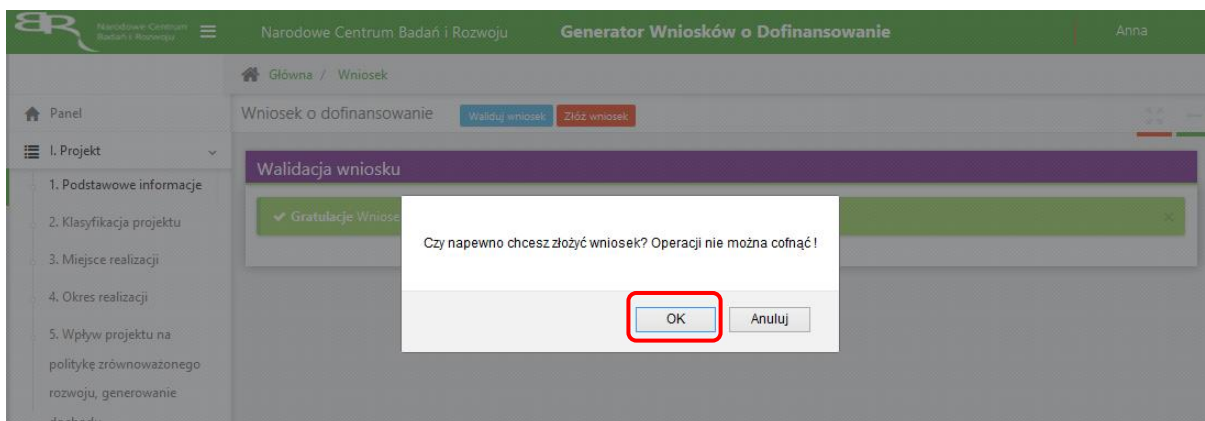 Narodowe Centrum
Badań i Rozwoju
Narodowe Centrum Badań i Rozwoju
Generator Wniosków o Dofinansowanie
Anna
Główna / Wniosek
Panel
Wniosek o dofinansowanie
Waliduj wniosek
Złóż wniosek
I. Projekt
Walidacja wniosku
1. Podstawowe informacje
2. Klasyfikacja projektu
Gratulacje Wniose
Czy napewno chcesz złożyć wniosek? Operacji nie można cofnąć !
3. Miejsce realizacji
4. Okres realizacji
OK
Anuluj
5. Wpływ projektu na
politykę zrównoważonego
rozwoju, generowanie